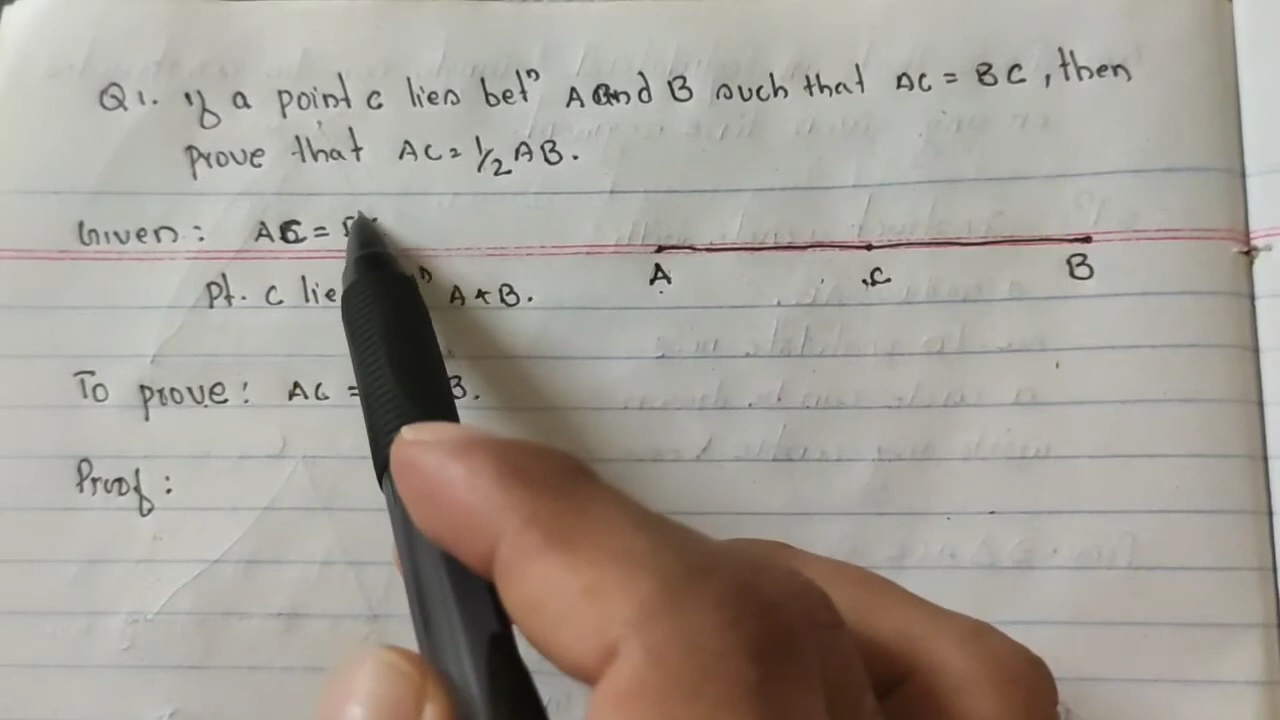 Q1. If a point C lies betn A and B such that AC = BC, then
prove that AC = 1/2 AB.
Given: AC =
Pt. C lie A & B.
To prove: AC = B.
Proof:
A C B